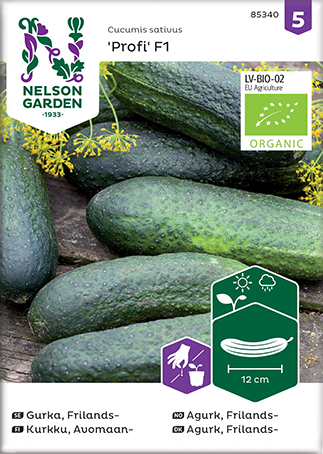 Cucumis sativus
85340
5
'Profi' F1
NELSON
GARDEN
·1933·
LV-BIO-02
EU Agriculture
ORGANIC
12 cm
SE Gurka, Frilands-
FI Kurkku, Avomaan-
NO Agurk, Frilands-
DK Agurk, Frilands-